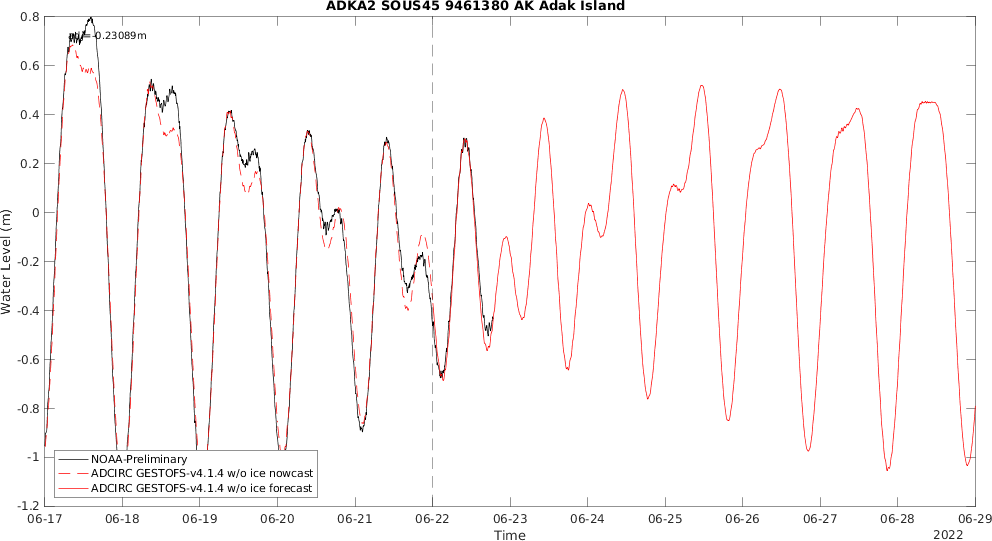 ADKA2 SOUS45 9461380 AK Adak Island
=-0.23089m
Water Level (m)
0.8
0.6
0.4
0.2
0
-0.2
-0.4
-0.6
-0.8
-1
-1.2
NOAA-Preliminary
ADCIRC GESTOFS-v4.1.4 w/o ice nowcast
ADCIRC GESTOFS-v4.1.4 w/o ice forecast
06-17 06-18 06-19 06-20 06-21 06-22 06-23 06-24 06-25 06-26 06-27 06-28 06-29
Time
2022